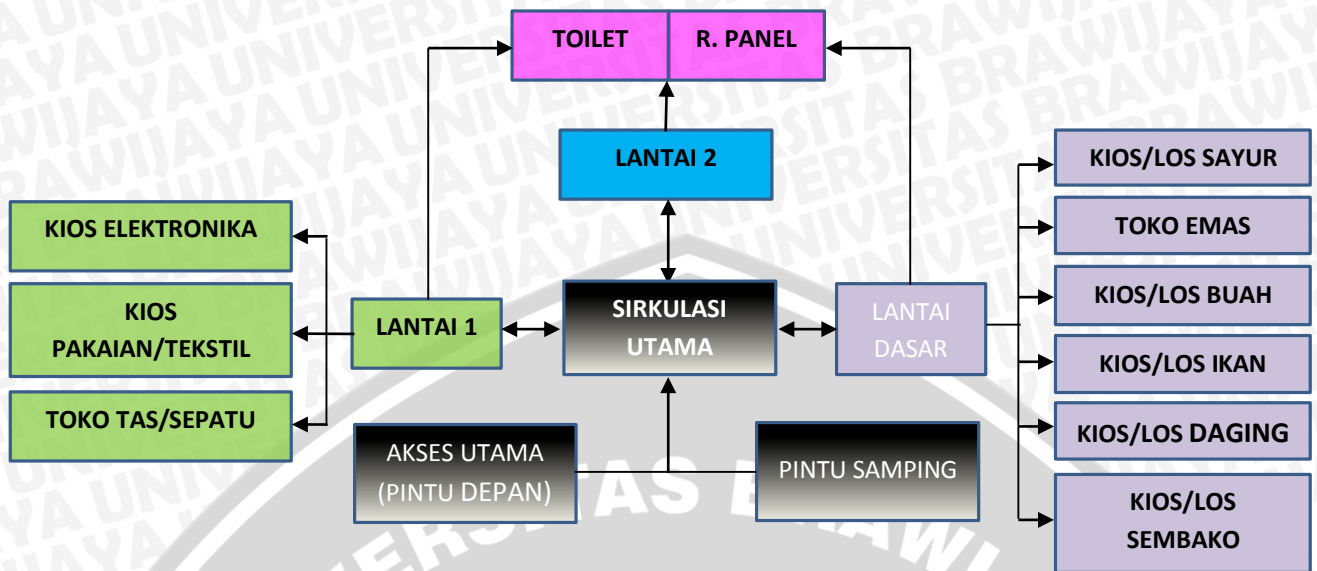 TOILET
R. PANEL
LANTAI 2
KIOS/LOS SAYUR
KIOS ELEKTRONIKA
TOKO EMAS
KIOS
PAKAIAN/TEKSTIL
LANTAI 1
SIRKULASI
UTAMA
LANTAI
DASAR
KIOS/LOS BUAH
KIOS/LOS IKAN
TOKO TAS/SEPATU
AKSES UTAMA
(PINTU DEPAN)
PINTU SAMPING
KIOS/LOS DAGING
KIOS/LOS
SEMBAKO